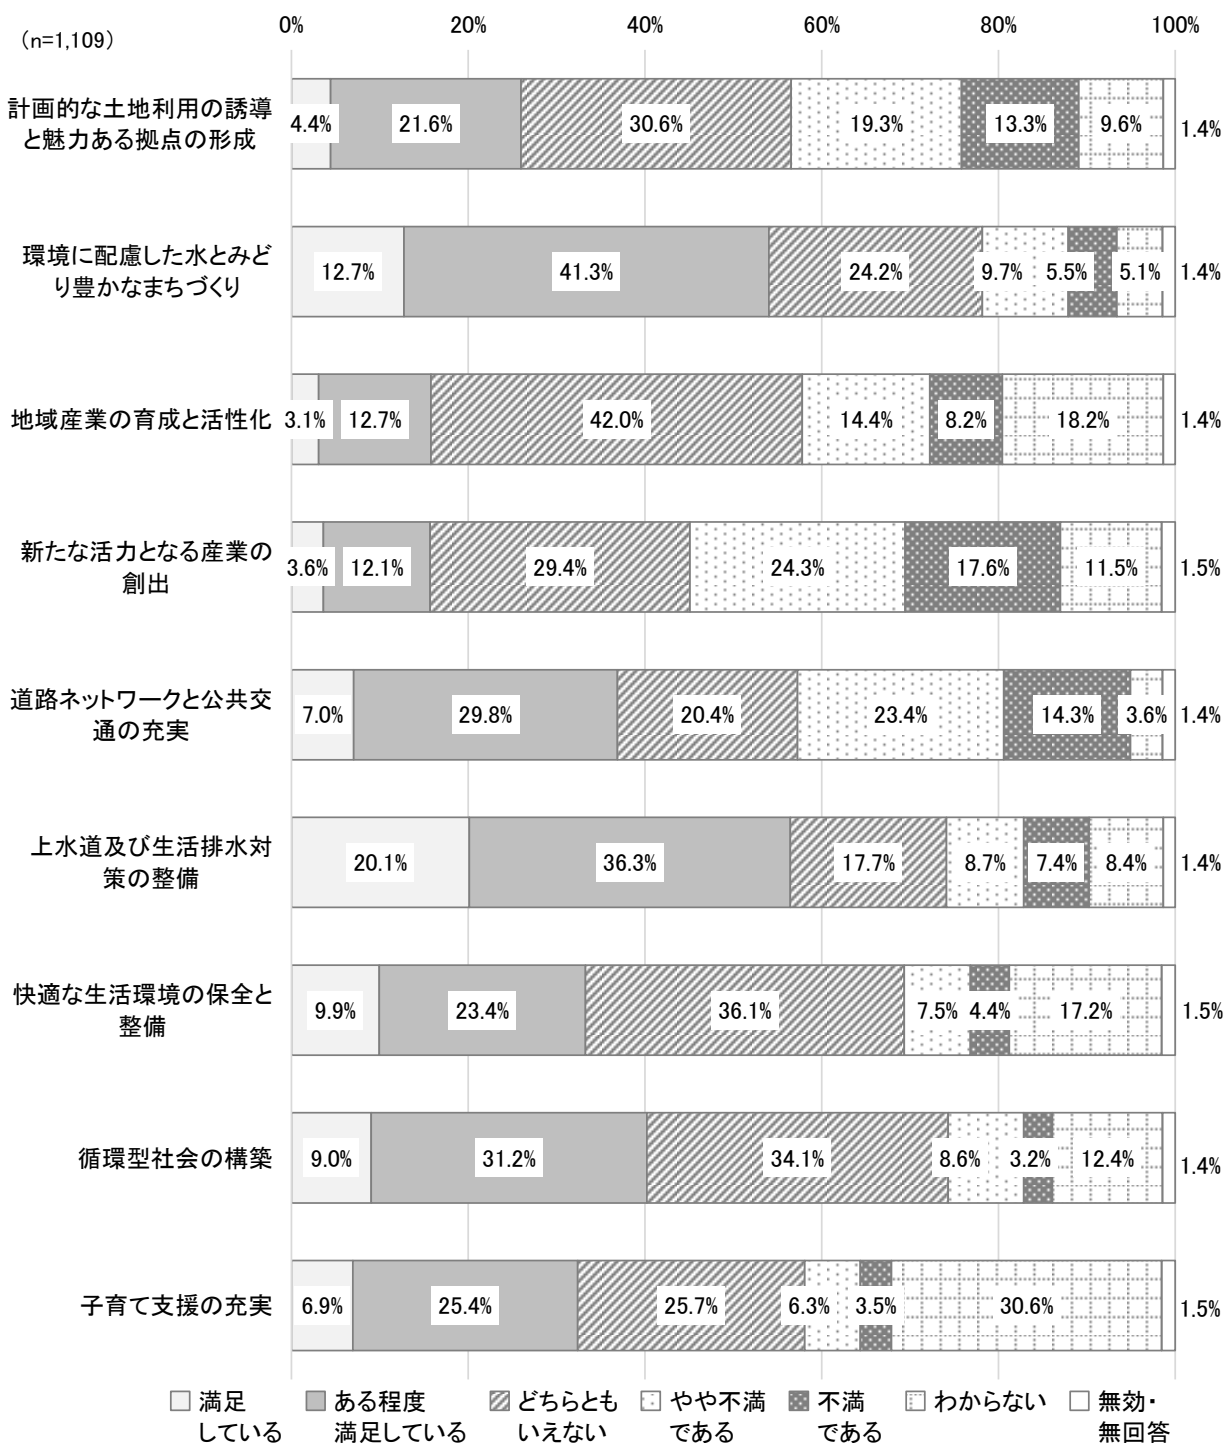 0% 20% 40% 60% 80% 100%
（n=1,109）
計画的な土地利用の誘導
と魅力ある拠点の形成
4.4% 21.6% 30.6% 19.3% 13.3% 9.6% 1.4%
環境に配慮した水とみど
り豊かなまちづくり
12.7% 41.3% 24.2% 9.7% 5.5% 5.1% 1.4%
地域産業の育成と活性化
3.1% 12.7% 42.0% 14.4% 8.2% 18.2% 1.4%
新たな活力となる産業の
創出
3.6% 12.1% 29.4% 24.3% 17.6% 11.5% 1.5%
道路ネットワークと公共交
通の充実
7.0% 29.8% 20.4% 23.4% 14.3% 3.6% 1.4%
上水道及び生活排水対
策の整備
20.1% 36.3% 17.7% 8.7% 7.4% 8.4% 1.4%
快適な生活環境の保全と
整備
9.9% 23.4% 36.1% 7.5% 4.4% 17.2% 1.5%
循環型社会の構築
9.0% 31.2% 34.1% 8.6% 3.2% 12.4% 1.4%
子育て支援の充実
6.9% 25.4% 25.7% 6.3% 3.5% 30.6% 1.5%
満足
している
ある程度
満足している
どちらとも
いえない
やや不満
である
不満
である
わからない
無効・
無回答